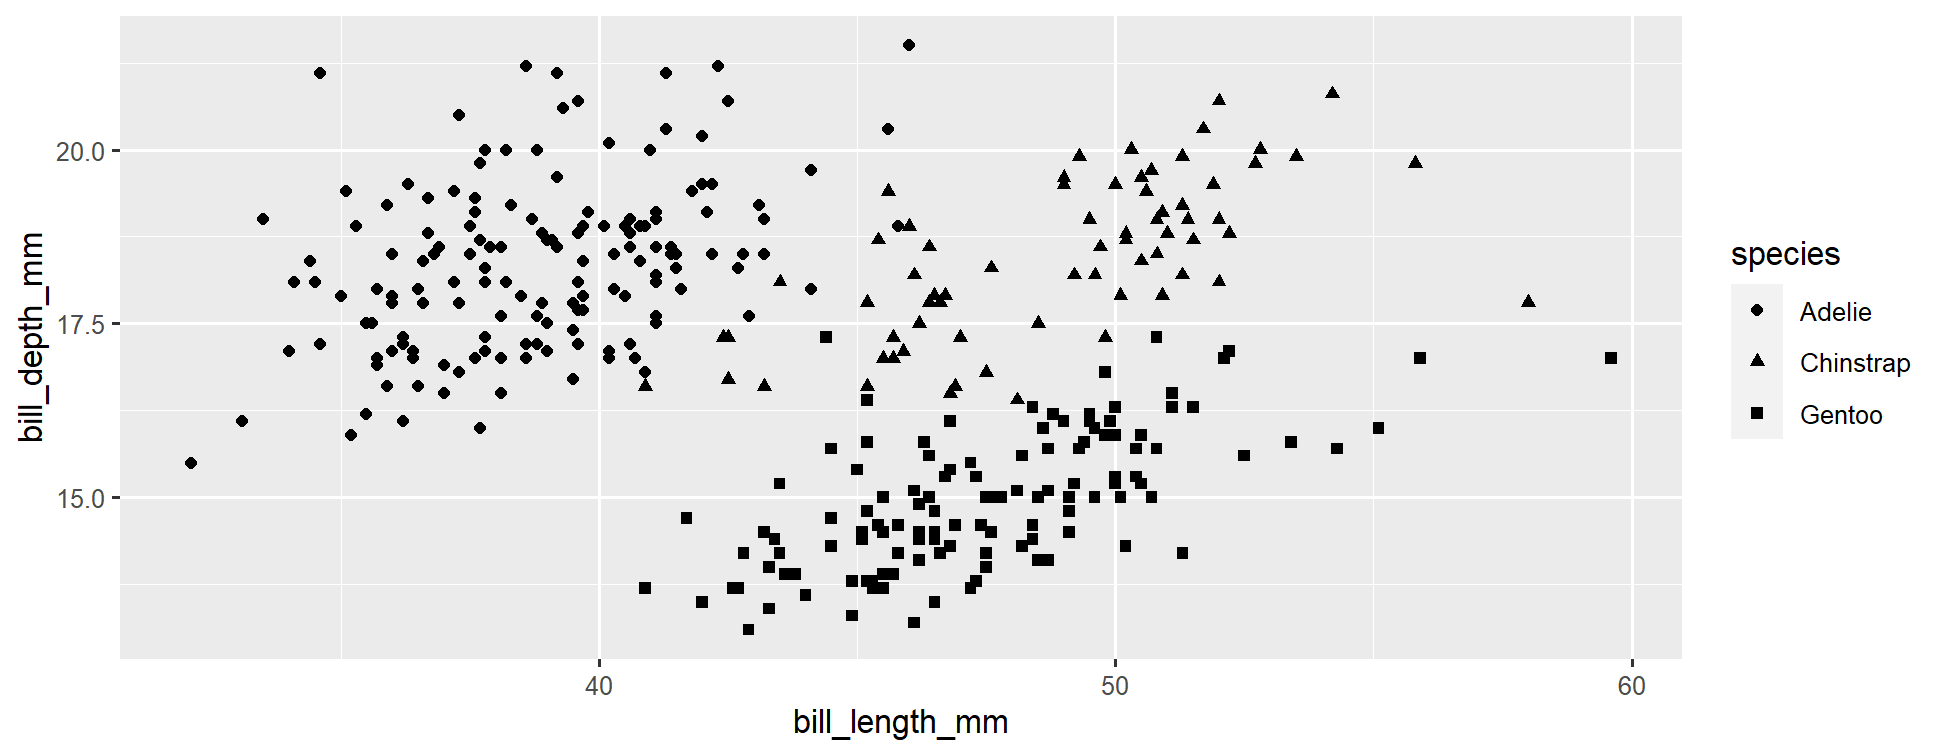 20.0
17.5
15.0
bill_depth_mm
40
50
60
bill_length_mm
species
Adelie
Chinstrap
Gentoo